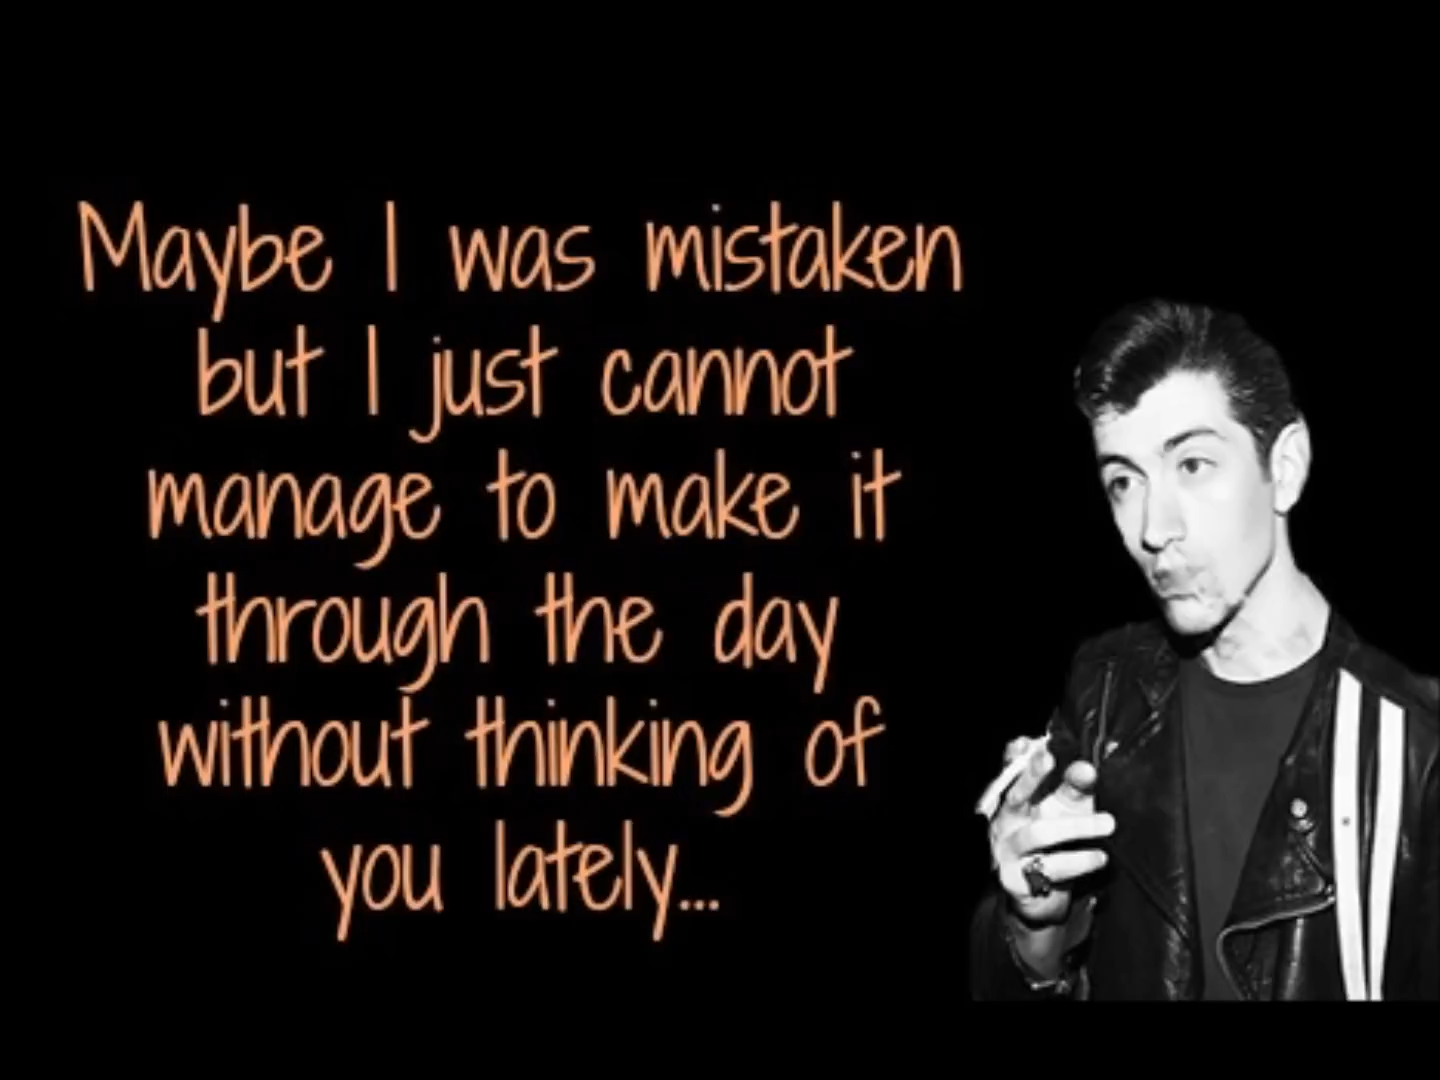 Maybe I was mistaken
but I just cannot
manage to make it
through the day
without thinking of
you lately...